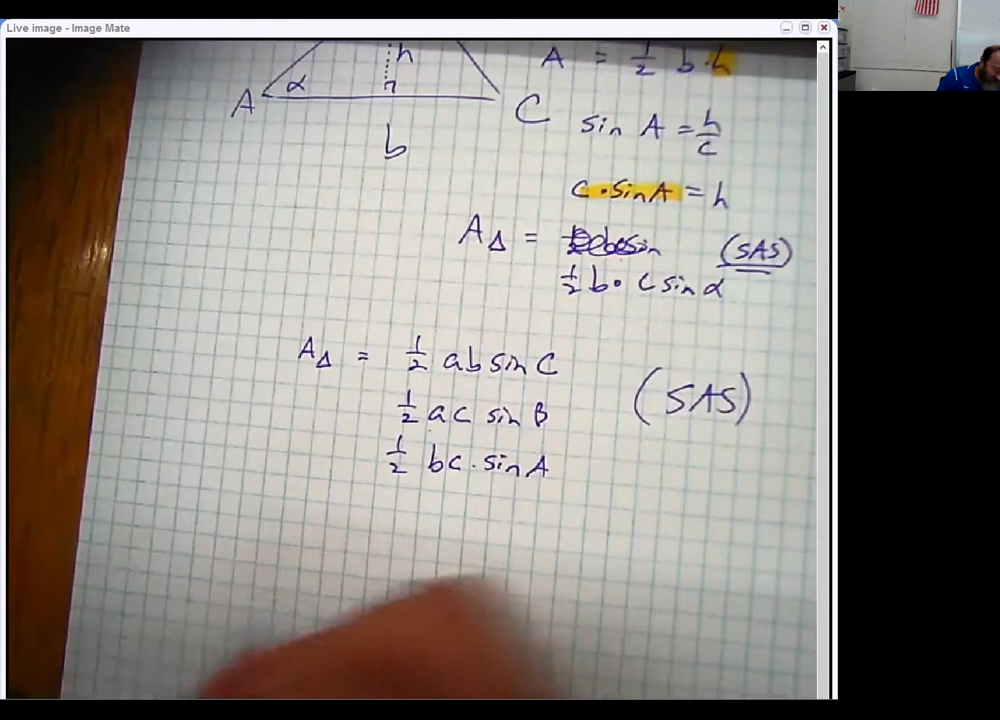 Live image - Image Mate
h
A = 1/2 b · h
α
A
C
sin A = h/c
b
c · sin A = h
A△ = (SAS)
1/2 b · c sin α
A△ = 1/2 ab sin C
(SAS)
1/2 ac sin B
1/2 bc · sin A